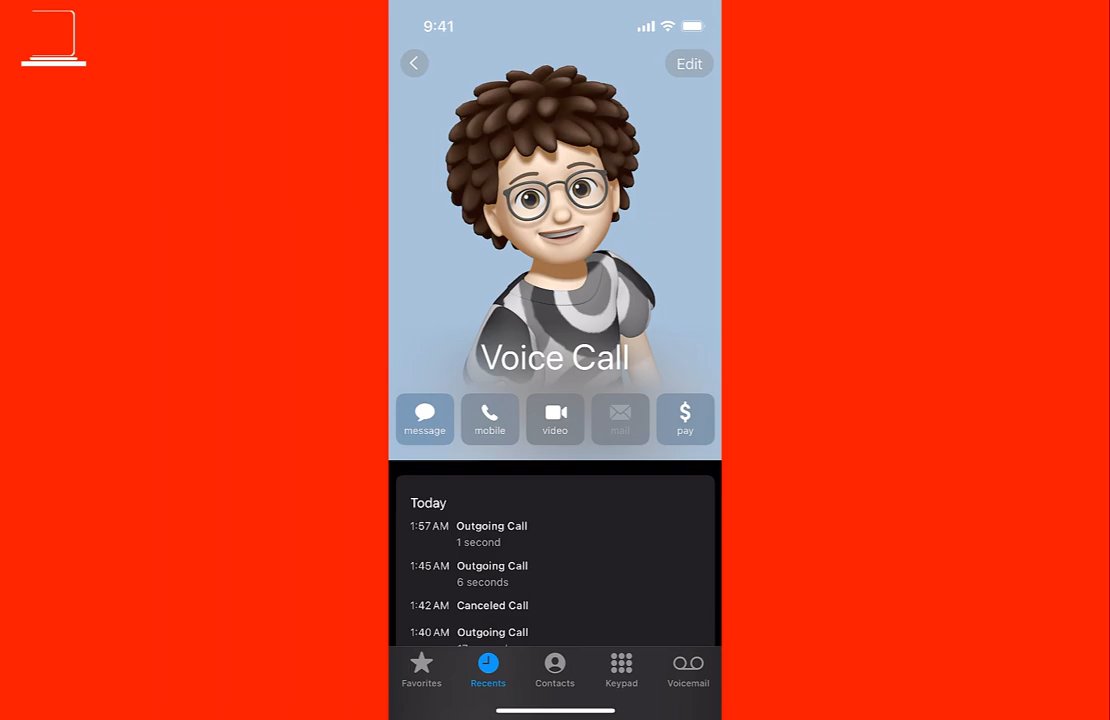 9:41
Edit
Voice Call
message mobile video mail pay
Today
1:57 AM Outgoing Call
1 second
1:45 AM Outgoing Call
6 seconds
1:42 AM Canceled Call
1:40 AM Outgoing Call
Favorites Recents Contacts Keypad Voicemail